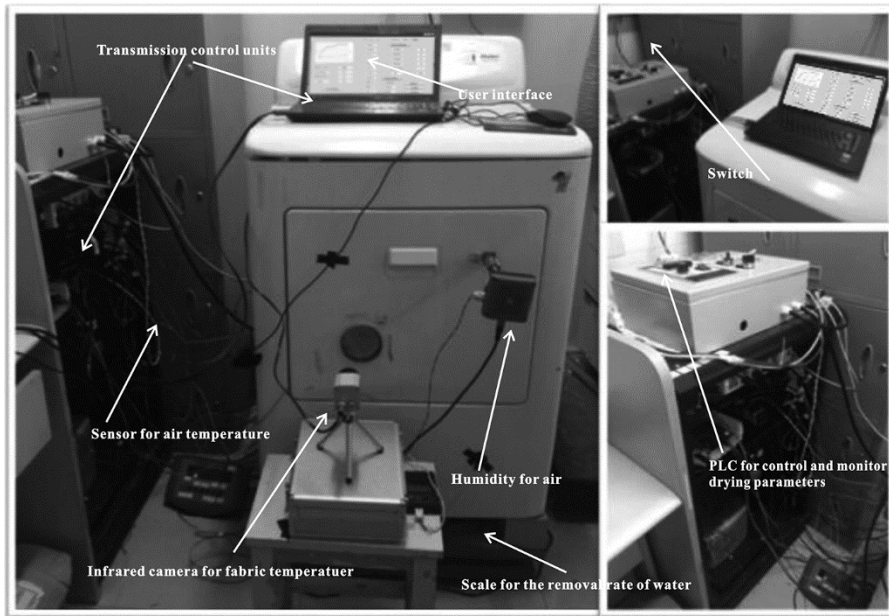 Transmission control units
User interface
Switch
Sensor for air temperature
Humidity for air
PLC for control and monitor
drying parameters
Infrared camera for fabric temperatuer
Scale for the removal rate of water